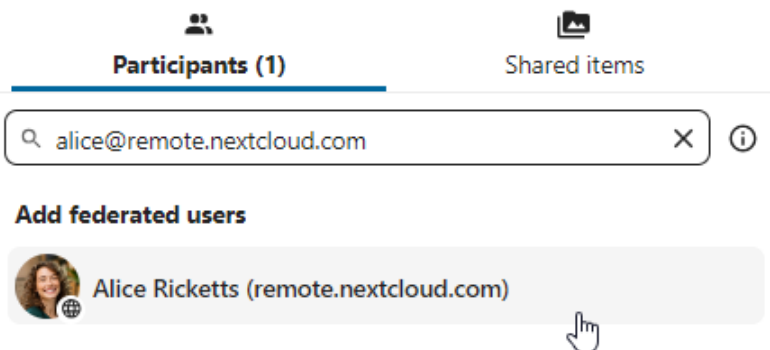 Participants (1)
Shared items
alice@remote.nextcloud.com
Add federated users
Alice Ricketts (remote.nextcloud.com)